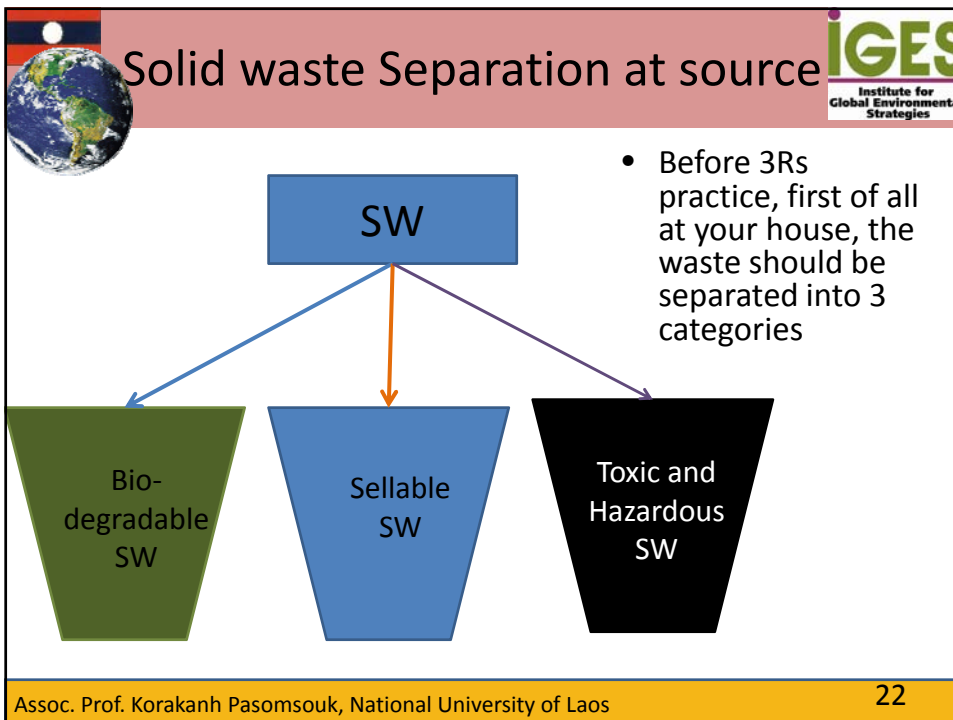 Solid waste Separation at source
iGES
Institute for
Global Environmenta
Strategies
SW
• Before 3Rs
practice, first of all
at your house, the
waste should be
separated into 3
categories
Bio-
degradable
SW
Sellable
SW
Toxic and
Hazardous
SW
Assoc. Prof. Korakanh Pasomsouk, National University of Laos
22